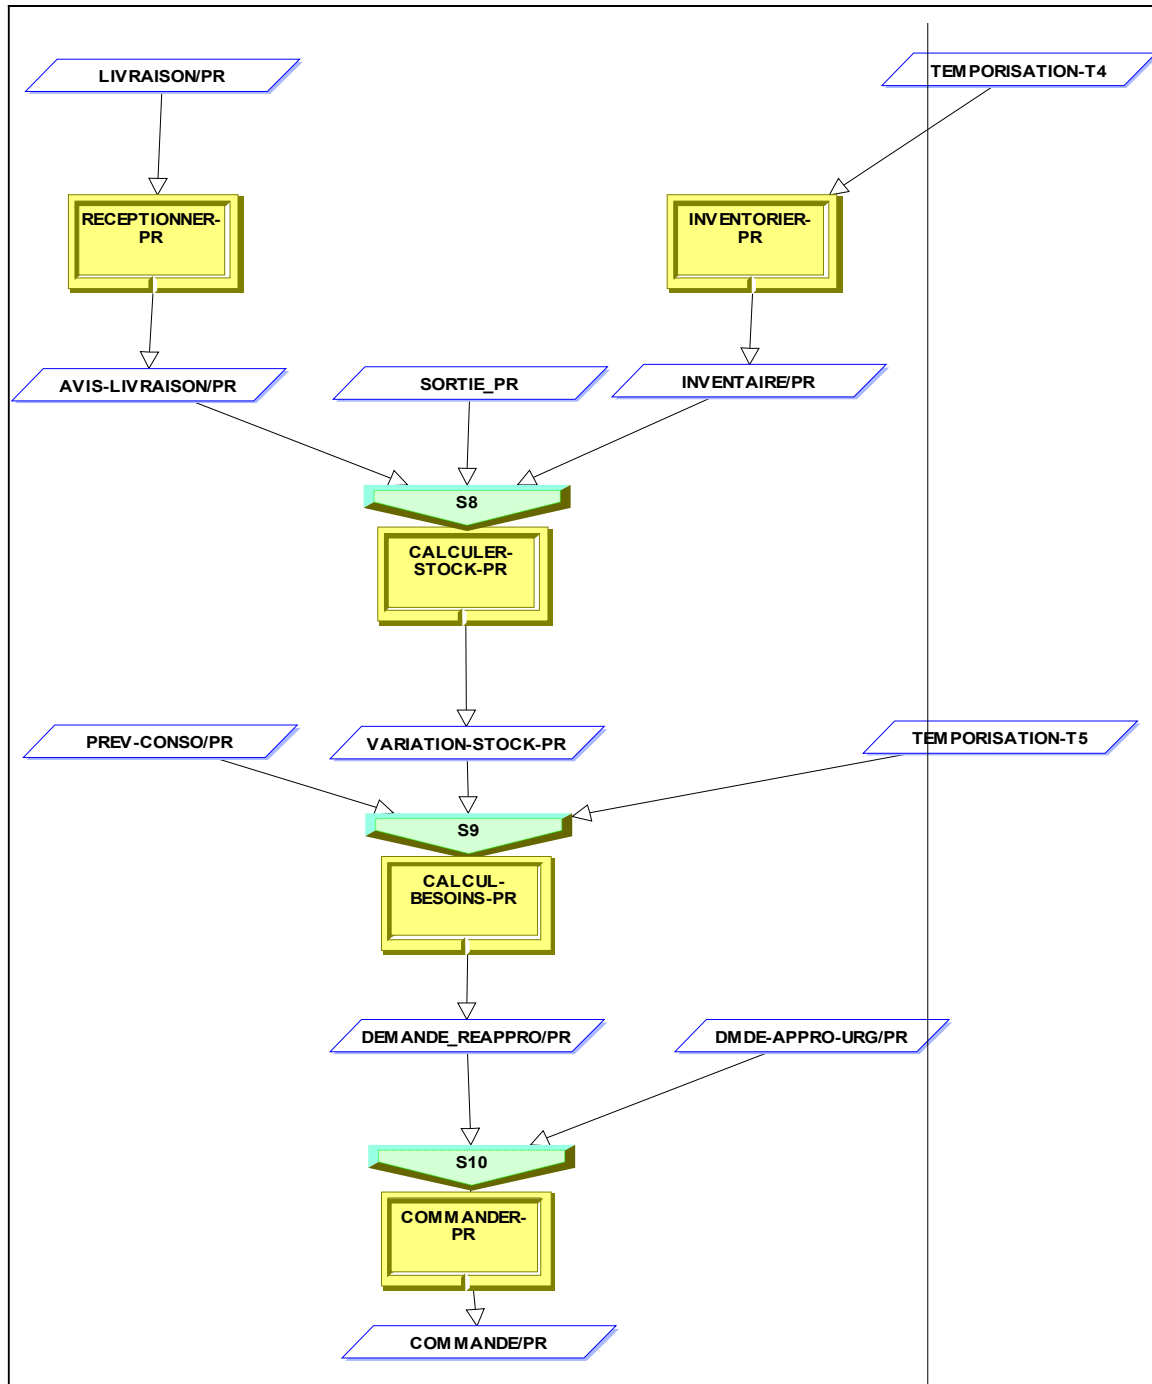 LIVRAISON/PR
TEMPORISATION-T4
RECEPTIONNER-
PR
INVENTORIER-
PR
AVIS-LIVRAISON/PR
SORTIE_PR
INVENTAIRE/PR
S8
CALCULER-
STOCK-PR
PREV-CONSO/PR
VARIATION-STOCK-PR
TEMPORISATION-T5
S9
CALCUL-
BESOINS-PR
DEMANDE_REAPPRO/PR
DMDE-APPRO-URG/PR
S10
COMMANDER-
PR
COMMANDE/PR